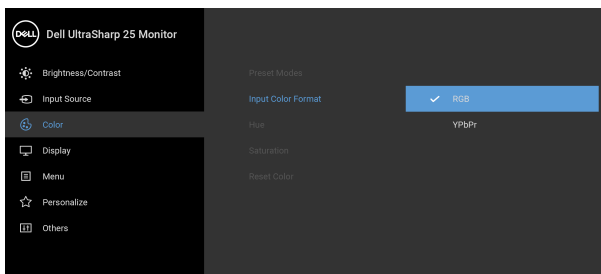 DELL Dell UltraSharp 25 Monitor
Brightness/Contrast
Input Source
Color
Display
Menu
Personalize
Others
Preset Modes
Input Color Format
Hue
Saturation
Reset Color
RGB
YPbPr